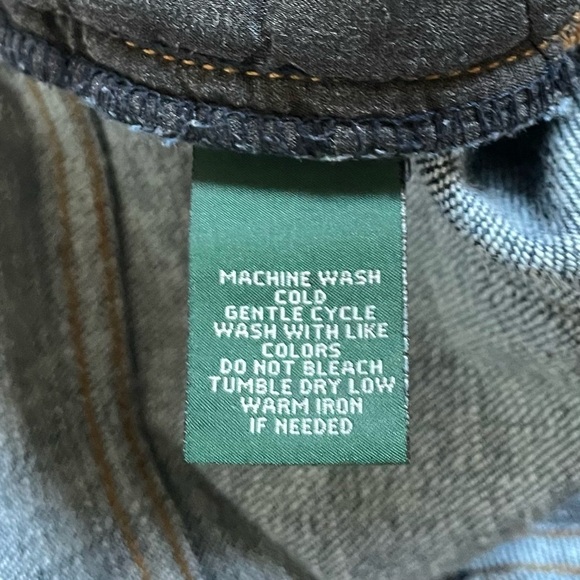 MACHINE WASH
COLD
GENTLE CYCLE
WASH WITH LIKE
COLORS
DO NOT BLEACH
TUMBLE DRY LOW
WARM IRON
IF NEEDED